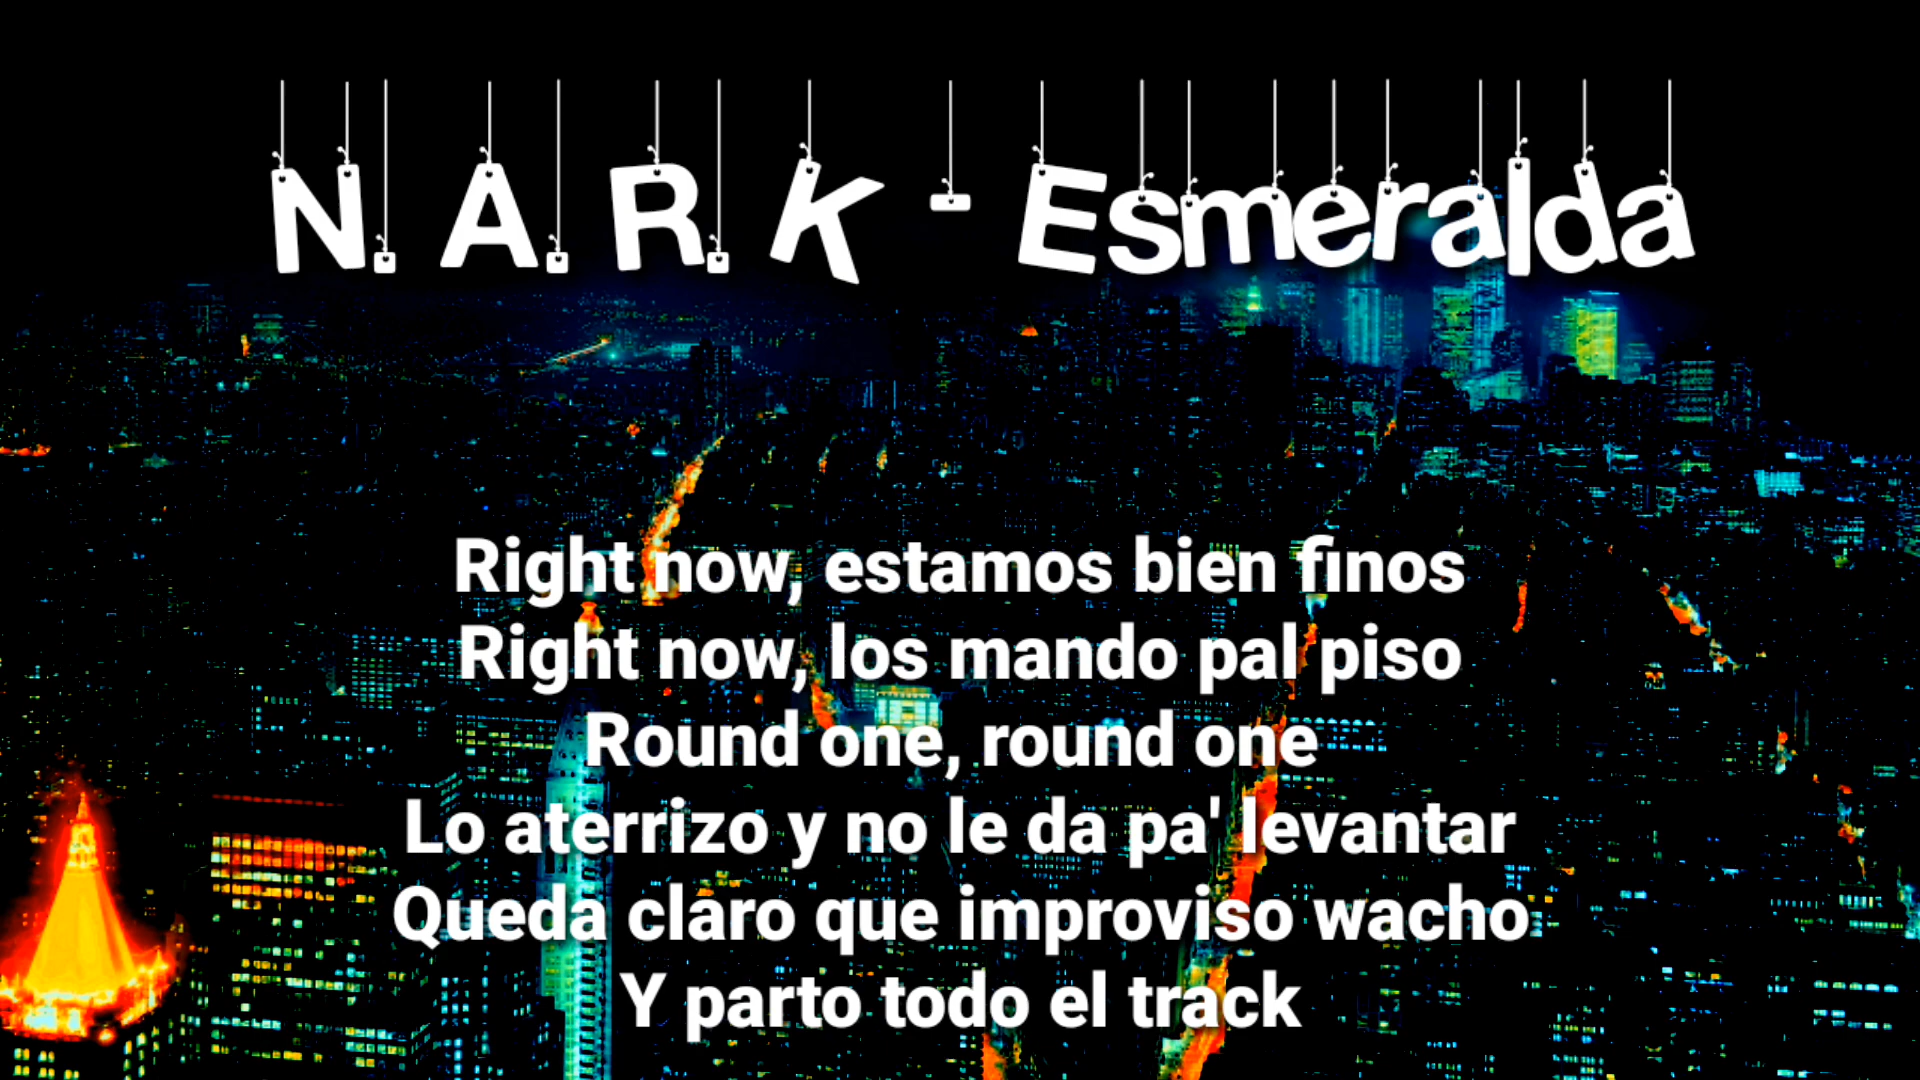 N. A. R. K - Esmeralda
Right now, estamos bien finos
Right now, los mando pal piso
Round one, round one
Lo aterrizo y no le da pa' levantar
Queda claro que improviso wacho
Y parto todo el track